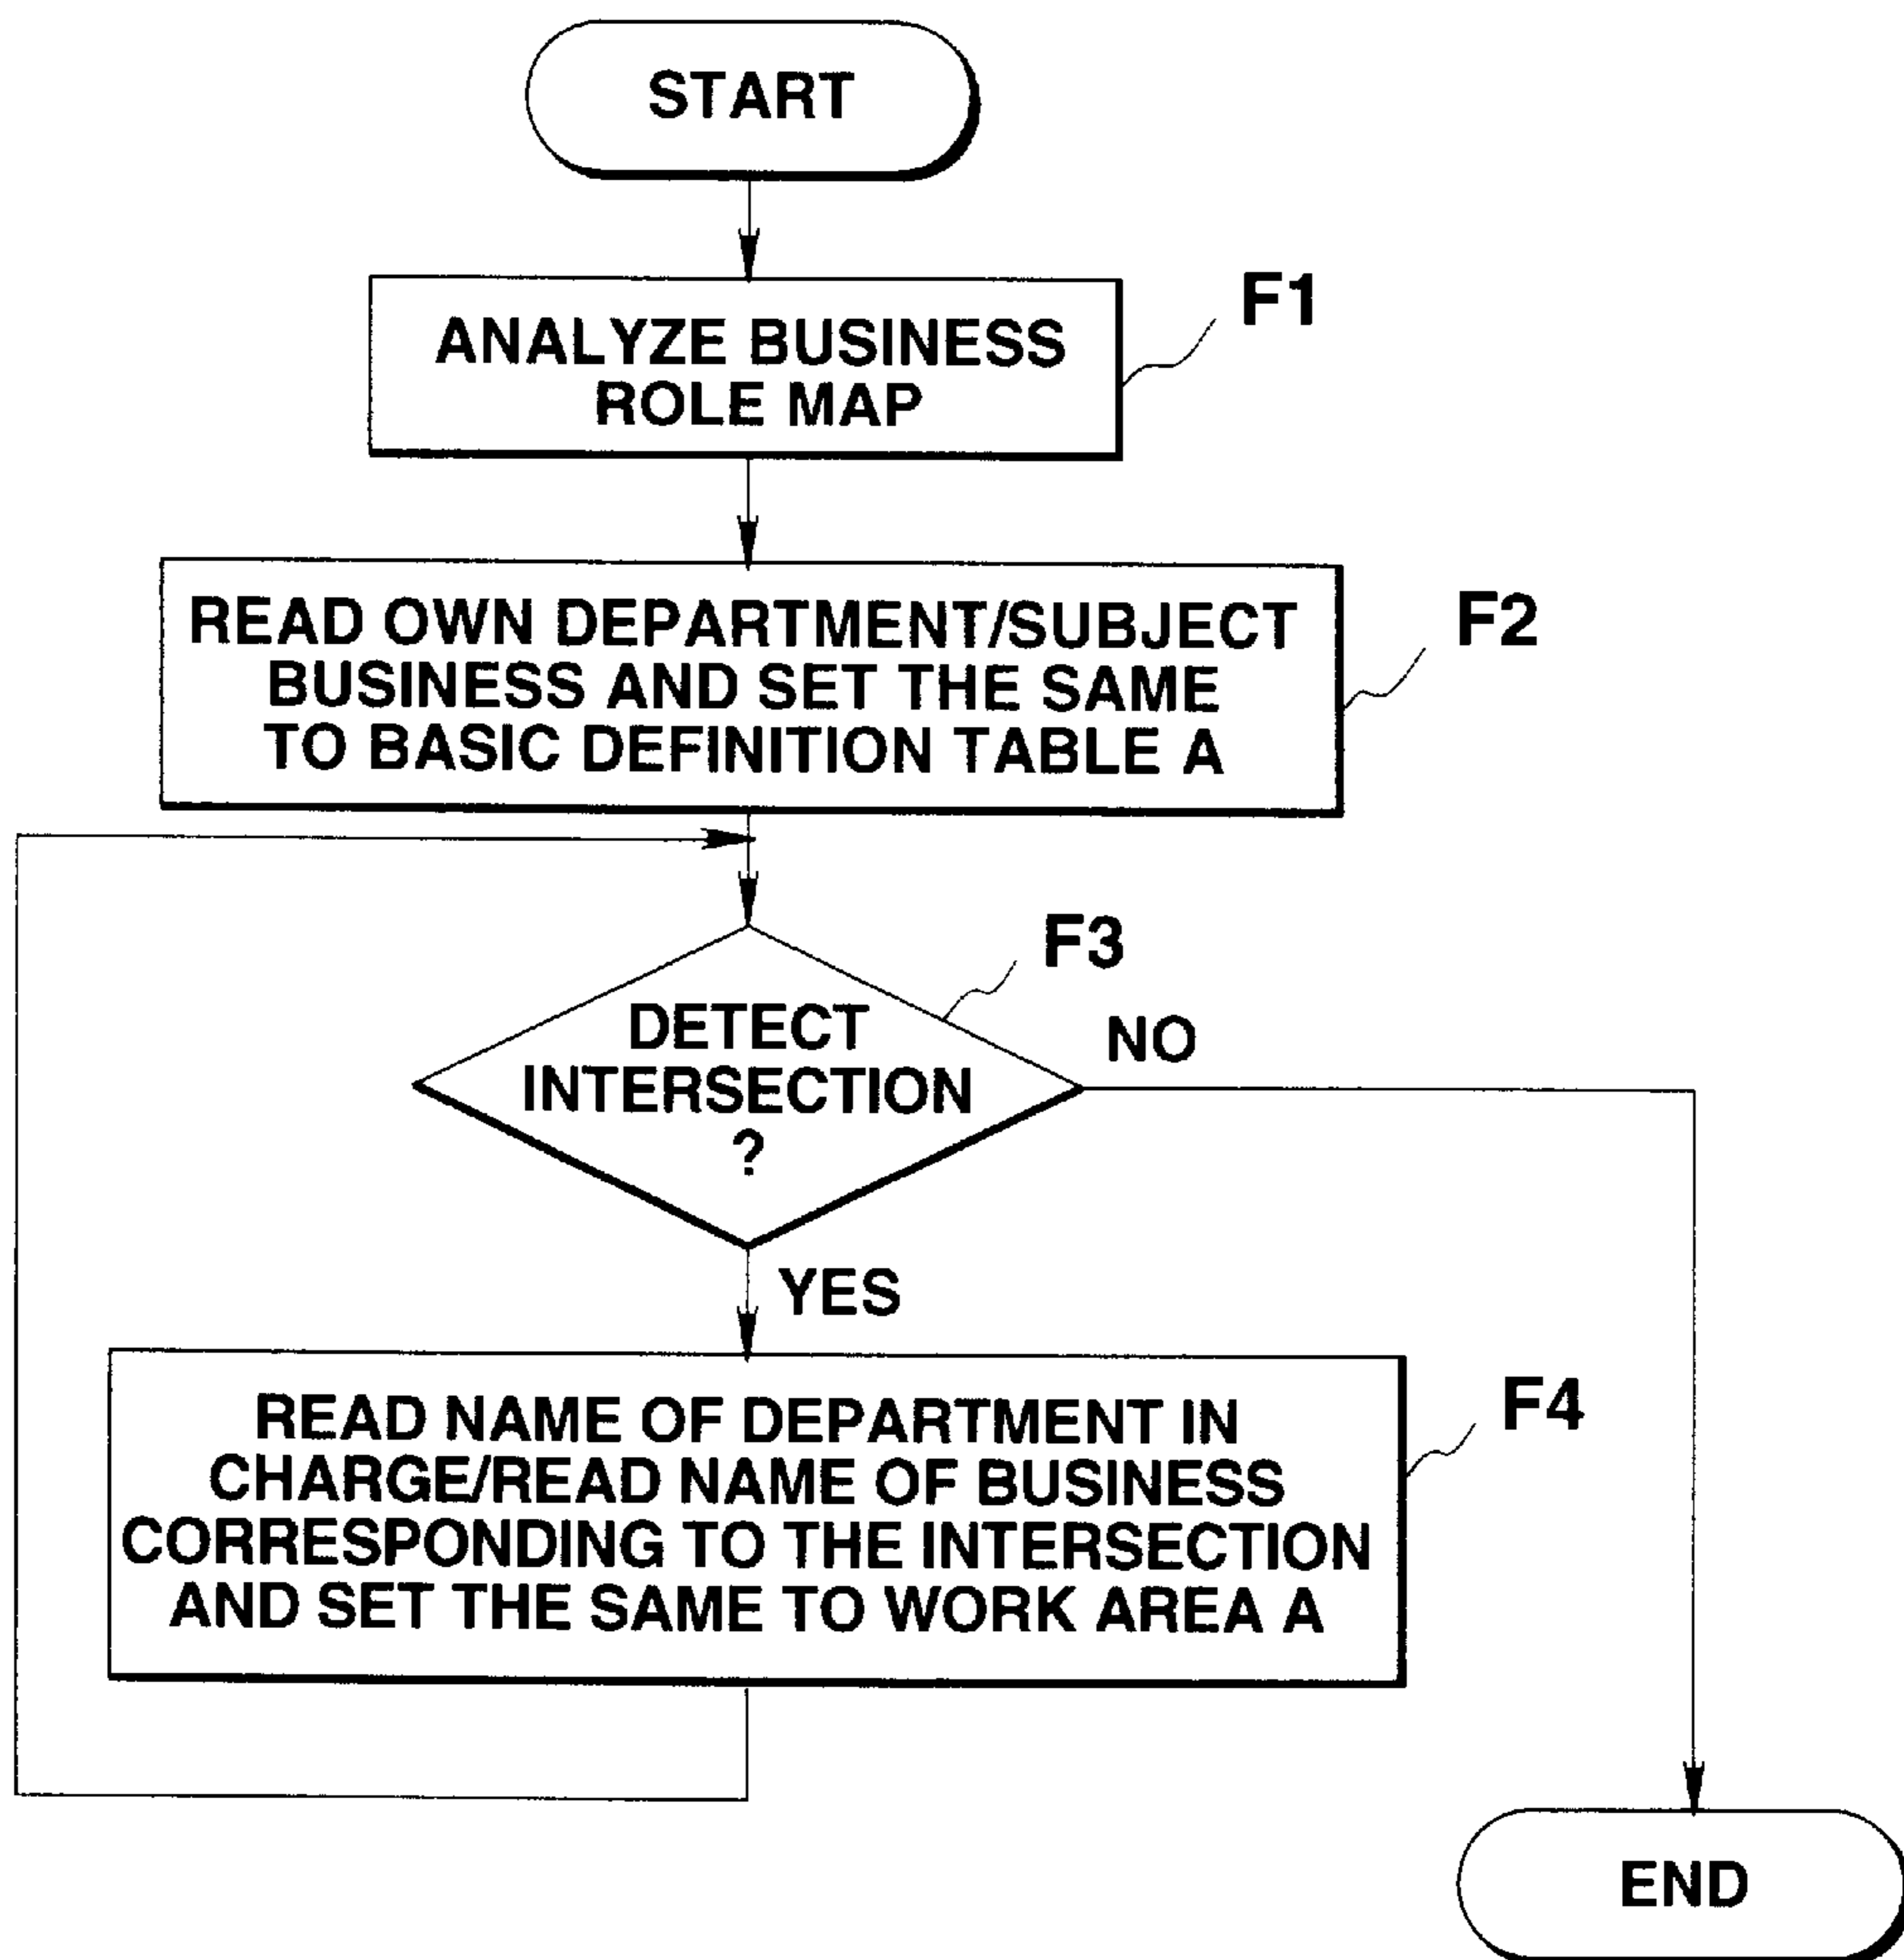 START
F1
ANALYZE BUSINESS
ROLE MAP
F2
READ OWN DEPARTMENT/SUBJECT
BUSINESS AND SET THE SAME
TO BASIC DEFINITION TABLE A
F3
DETECT
INTERSECTION
?
NO
YES
F4
READ NAME OF DEPARTMENT IN
CHARGE/READ NAME OF BUSINESS
CORRESPONDING TO THE INTERSECTION
AND SET THE SAME TO WORK AREA A
END